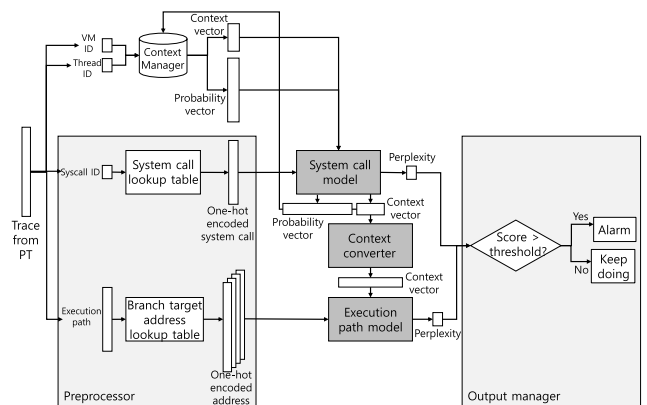 VM
ID
Thread
ID
Context
Manager
Context
vector
Probability
vector
Trace
from
PT
Syscall ID
System call
lookup table
One-hot
encoded
system call
System call
model
Perplexity
Probability
vector
Context
vector
Context
converter
Context
vector
Execution
path
Branch target
address
lookup table
One-hot
encoded
address
Execution
path model
Perplexity
Preprocessor
Score >
threshold?
Yes
Alarm
No
Keep
doing
Output manager